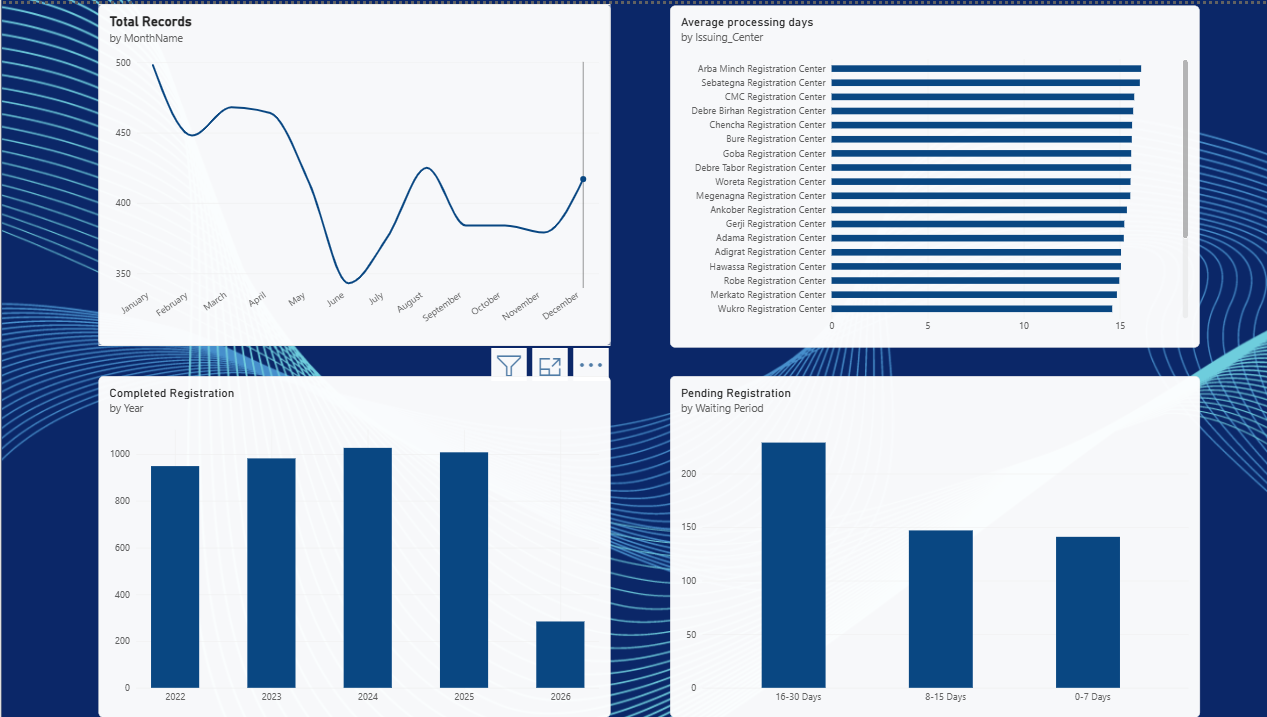 Total Records
by MonthName
500
450
400
350
January
February
March
April
May
June
July
August
September
October
November
December
Average processing days
by Issuing_Center
Arba Minch Registration Center
Sebategna Registration Center
CMC Registration Center
Debre Birhan Registration Center
Chencha Registration Center
Bure Registration Center
Goba Registration Center
Debre Tabor Registration Center
Woreta Registration Center
Megenagna Registration Center
Ankober Registration Center
Gerji Registration Center
Adama Registration Center
Adigrat Registration Center
Hawassa Registration Center
Robe Registration Center
Merkato Registration Center
Wukro Registration Center
0 5 10 15
Completed Registration
by Year
1000
800
600
400
200
0
2022 2023 2024 2025 2026
Pending Registration
by Waiting Period
200
150
100
50
0
16-30 Days 8-15 Days 0-7 Days